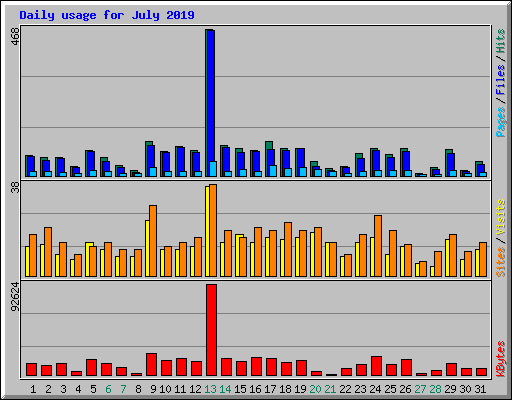 Daily usage for July 2019
468
Pages / Files / Hits
38
Sites / Visits
92624
KBytes
1 2 3 4 5 6 7 8 9 10 11 12 13 14 15 16 17 18 19 20 21 22 23 24 25 26 27 28 29 30 31